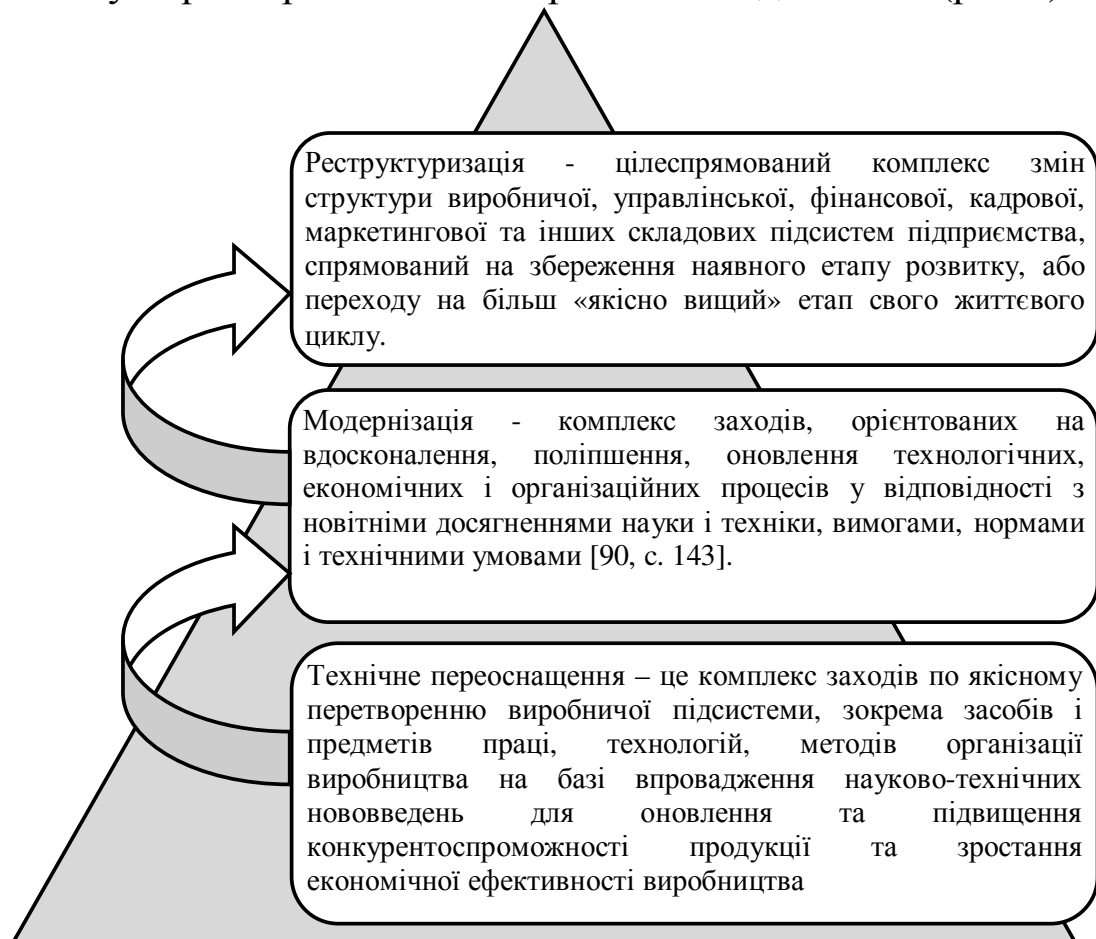 Реструктуризація - цілеспрямований комплекс змін
структури виробничої, управлінської, фінансової, кадрової,
маркетингової та інших складових підсистем підприємства,
спрямований на збереження наявного етапу розвитку, або
переходу на більш «якісно вищий» етап свого життєвого
циклу.
Модернізація - комплекс заходів, орієнтованих на
вдосконалення, поліпшення, оновлення технологічних,
економічних і організаційних процесів у відповідності з
новітніми досягненнями науки і техніки, вимогами, нормами
і технічними умовами [90, с. 143].
Технічне переоснащення – це комплекс заходів по якісному
перетворенню виробничої підсистеми, зокрема засобів і
предметів праці, технологій, методів організації
виробництва на базі впровадження науково-технічних
нововведень для оновлення та підвищення
конкурентоспроможності продукції та зростання
економічної ефективності виробництва